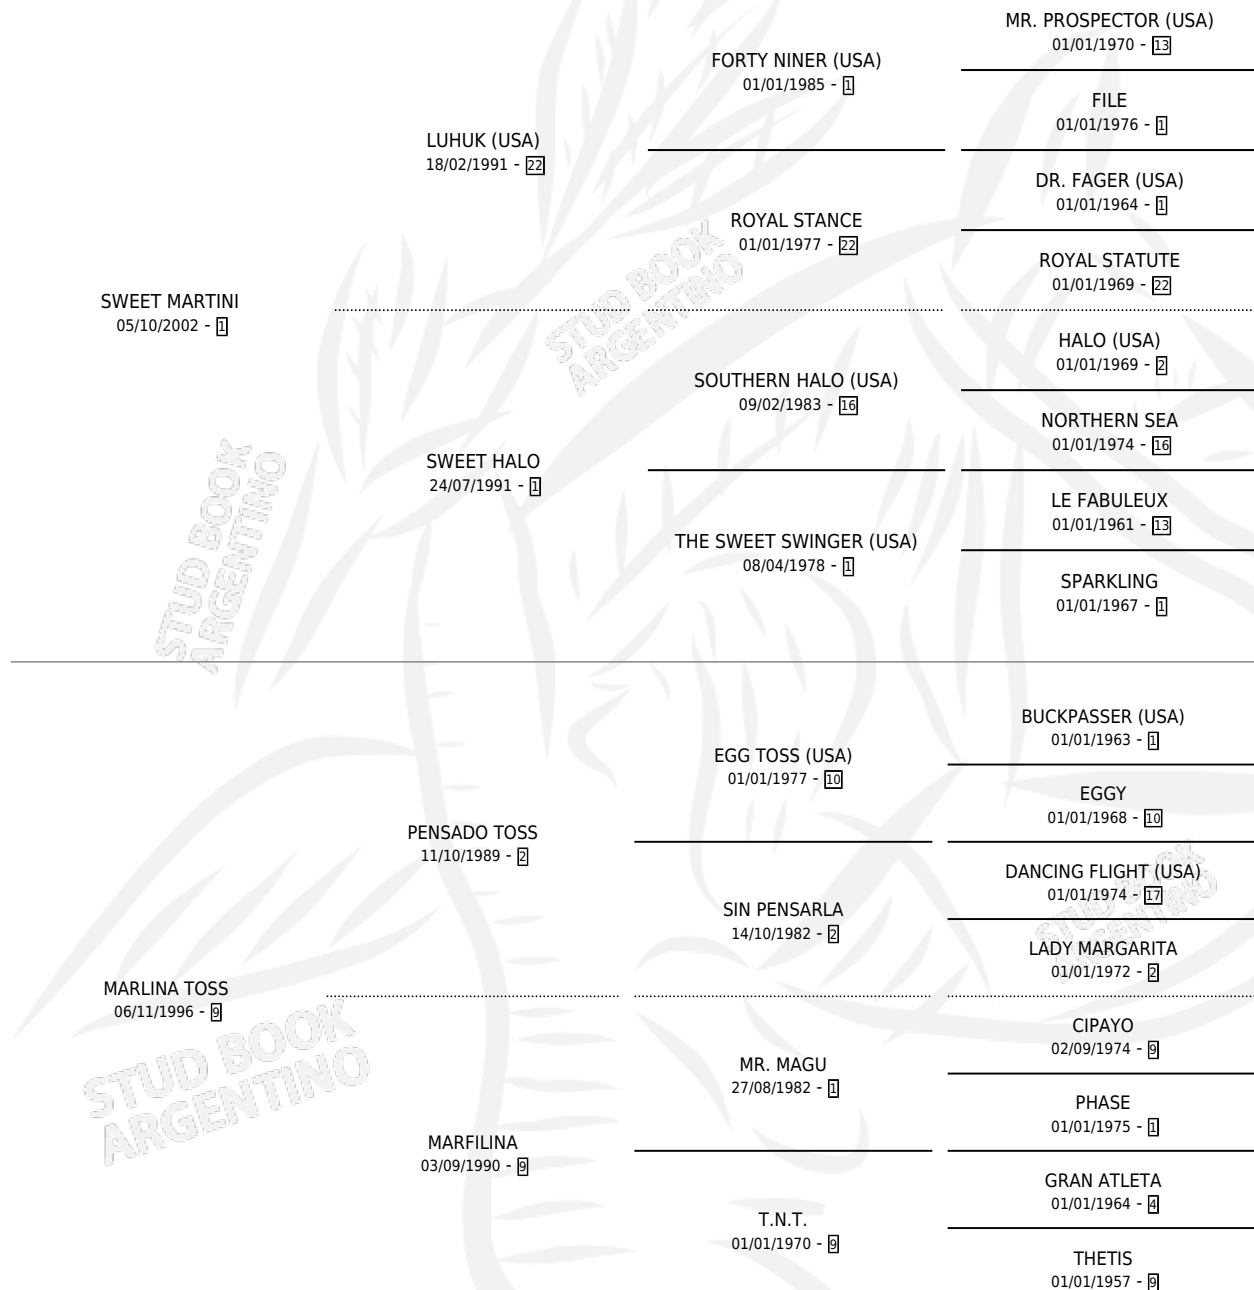 MR. PROSPECTOR (USA)
01/01/1970 - 13
FORTY NINER (USA)
01/01/1985 - 1
FILE
01/01/1976 - 1
LUHUK (USA)
18/02/1991 - 22
DR. FAGER (USA)
01/01/1964 - 1
ROYAL STANCE
01/01/1977 - 22
ROYAL STATUTE
01/01/1969 - 22
SWEET MARTINI
05/10/2002 - 1
HALO (USA)
01/01/1969 - 2
SOUTHERN HALO (USA)
09/02/1983 - 16
NORTHERN SEA
01/01/1974 - 16
SWEET HALO
24/07/1991 - 1
LE FABULEUX
01/01/1961 - 13
THE SWEET SWINGER (USA)
08/04/1978 - 1
SPARKLING
01/01/1967 - 1
BUCKPASSER (USA)
01/01/1963 - 1
EGG TOSS (USA)
01/01/1977 - 10
EGGY
01/01/1968 - 10
PENSADO TOSS
11/10/1989 - 2
DANCING FLIGHT (USA)
01/01/1974 - 17
SIN PENSARLA
14/10/1982 - 2
LADY MARGARITA
01/01/1972 - 2
MARLINA TOSS
06/11/1996 - 9
CIPAYO
02/09/1974 - 9
MR. MAGU
27/08/1982 - 1
PHASE
01/01/1975 - 1
MARFILINA
03/09/1990 - 9
GRAN ATLETA
01/01/1964 - 4
T.N.T.
01/01/1970 - 9
THETIS
01/01/1957 - 9
STUD BOOK
ARGENTINO
STUD BOOK
ARGENTINO
STUD BOOK
ARGENTINO
STUD BOOK
ARGENTINO